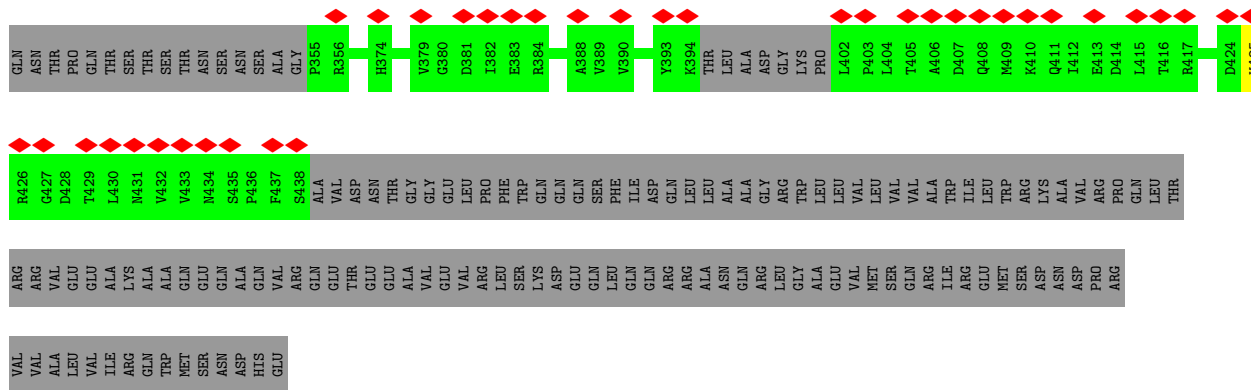 GLN ASN THR PRO GLN THR SER THR SER THR ASN SER ASN SER ALA GLY P355 R356 H374 V379 G380 D381 I382 E383 R384 A388 V389 V390 Y393 K394 THR LEU ALA ASP GLY LYS PRO L402 P403 L404 T405 A406 D407 Q408 M409 K410 Q411 I412 E413 D414 L415 T416 R417 D424
R426 G427 D428 T429 L430 N431 V432 V433 N434 S435 P436 F437 S438 ALA VAL ASP ASN THR GLY GLY GLU LEU PRO PHE TRP GLN GLN GLN SER PHE ILE ASP GLN LEU LEU ALA ALA GLY ARG TRP LEU LEU VAL LEU VAL VAL ALA TRP ILE LEU TRP ARG LYS ALA VAL ARG PRO GLN LEU THR
ARG ARG VAL GLU GLU ALA LYS ALA ALA GLN GLU GLN ALA GLN VAL ARG GLN GLU THR GLU GLU ALA VAL GLU VAL ARG LEU SER LYS ASP GLU GLN LEU GLN GLN ARG ARG ALA ASN GLN ARG LEU GLY ALA GLU VAL MET SER GLN ARG ILE ARG GLU MET SER ASP ASN ASP PRO ARG
VAL VAL ALA LEU VAL ILE ARG GLN TRP MET SER ASN ASP HIS GLU